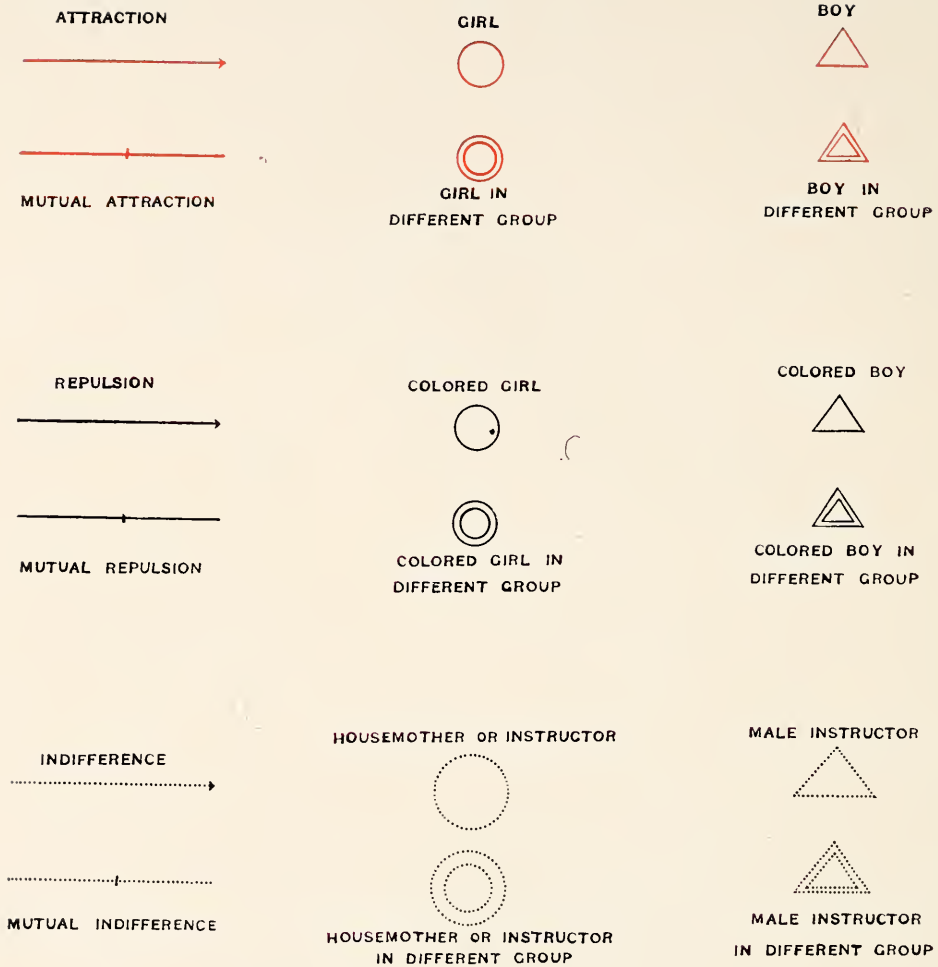 ATTRACTION
GIRL
BOY
MUTUAL ATTRACTION
GIRL IN
DIFFERENT GROUP
BOY IN
DIFFERENT GROUP
REPULSION
COLORED GIRL
COLORED BOY
MUTUAL REPULSION
COLORED GIRL IN
DIFFERENT GROUP
COLORED BOY IN
DIFFERENT GROUP
INDIFFERENCE
HOUSEMOTHER OR INSTRUCTOR
MALE INSTRUCTOR
MUTUAL INDIFFERENCE
HOUSEMOTHER OR INSTRUCTOR
IN DIFFERENT GROUP
MALE INSTRUCTOR
IN DIFFERENT GROUP